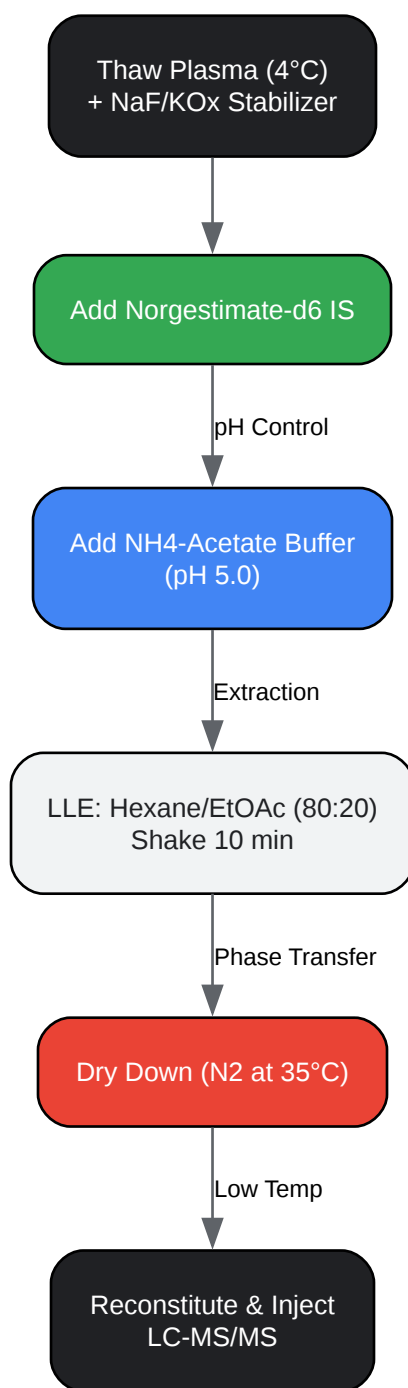 Thaw Plasma (4°C)
+ NaF/KOx Stabilizer
Add Norgestimate-d6 IS
pH Control
Add NH4-Acetate Buffer
(pH 5.0)
Extraction
LLE: Hexane/EtOAc (80:20)
Shake 10 min
Phase Transfer
Dry Down (N2 at 35°C)
Low Temp
Reconstitute & Inject
LC-MS/MS